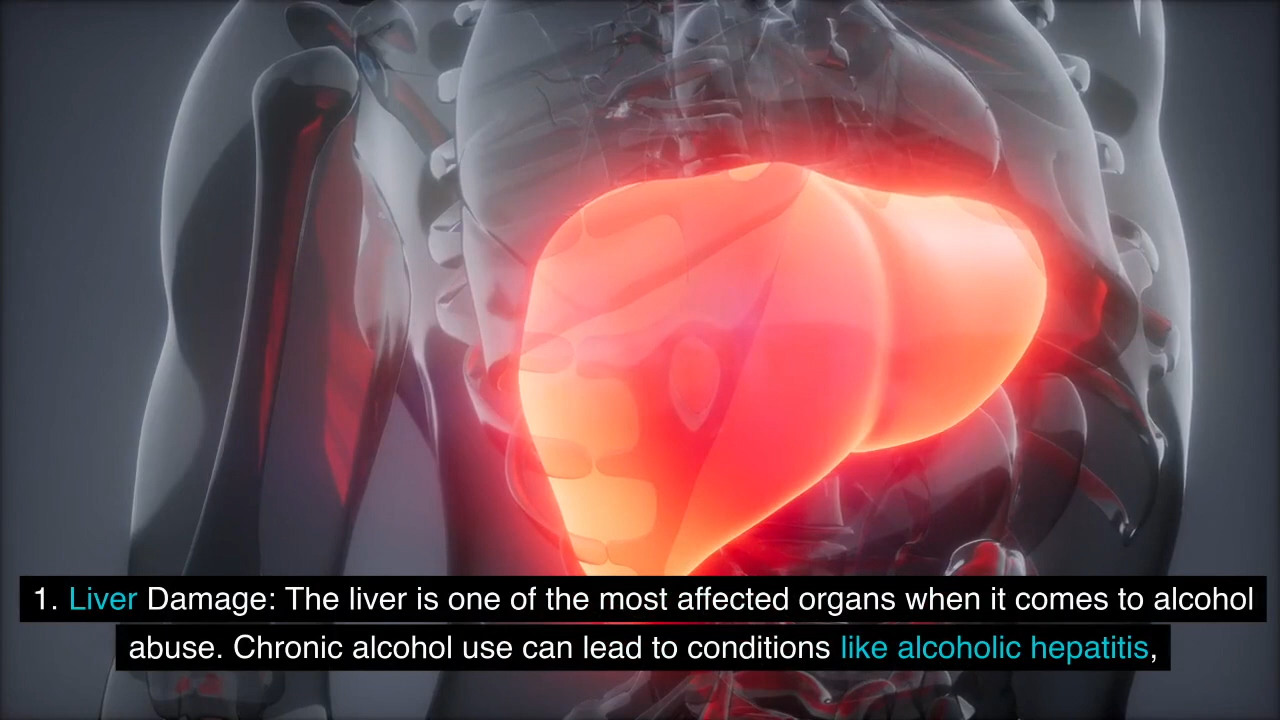 1. Liver Damage: The liver is one of the most affected organs when it comes to alcohol
abuse. Chronic alcohol use can lead to conditions like alcoholic hepatitis,